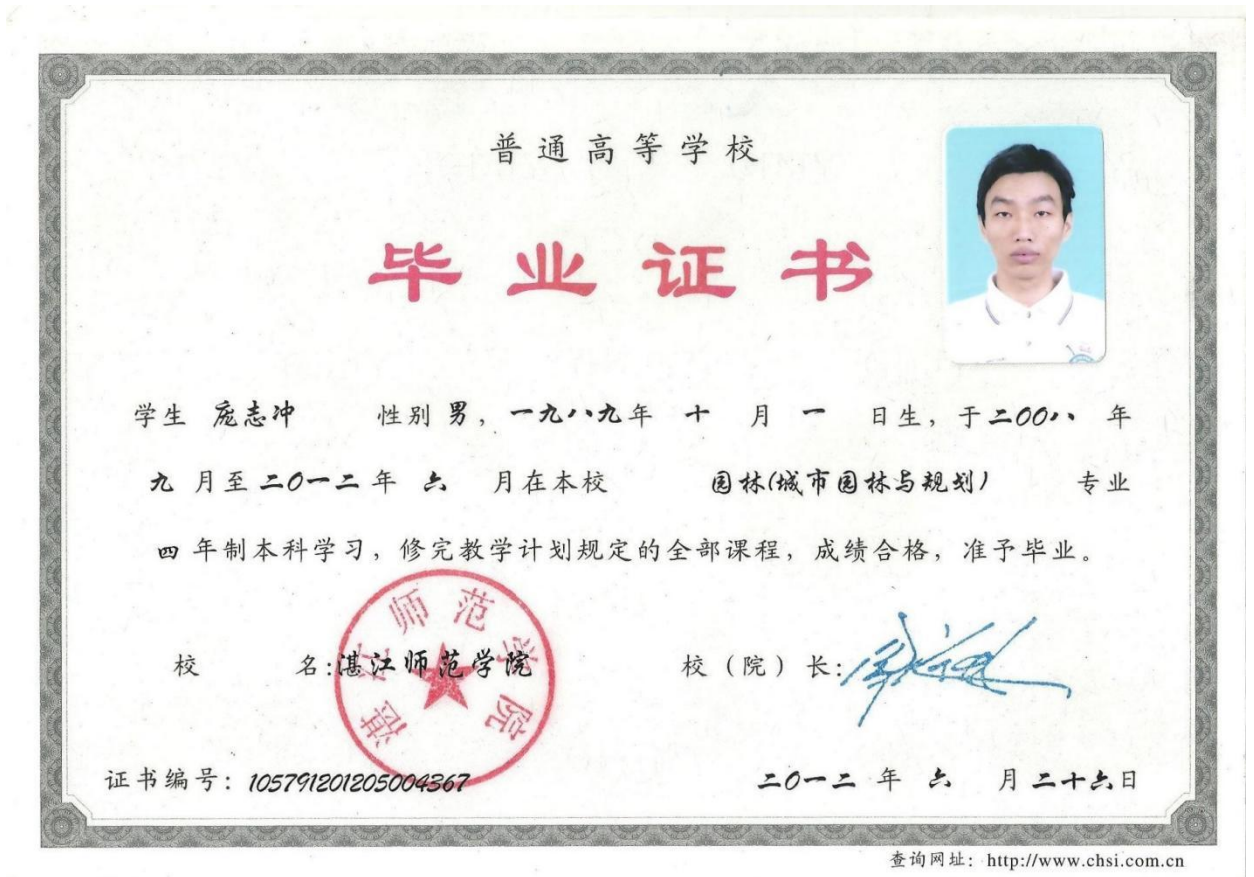 普通高等学校
毕业证书
学生 庞志冲 性别 男，一九八九年 十 月 一 日生，于二00八 年
九 月至二0一二年 六 月在本校 园林(城市园林与规划) 专业
四 年制本科学习，修完教学计划规定的全部课程，成绩合格，准予毕业。
校 名:湛江师范学院
湛江师范学院
校（院）长:
证书编号：105791201205004367
二0一二 年 六 月二十六日
查询网址：http://www.chsi.com.cn